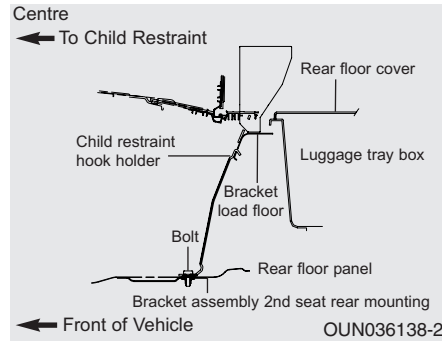 Centre
To Child Restraint
Rear floor cover
Child restraint
hook holder
Luggage tray box
Bracket
load floor
Bolt
Rear floor panel
Bracket assembly 2nd seat rear mounting
Front of Vehicle
OUN036138-2